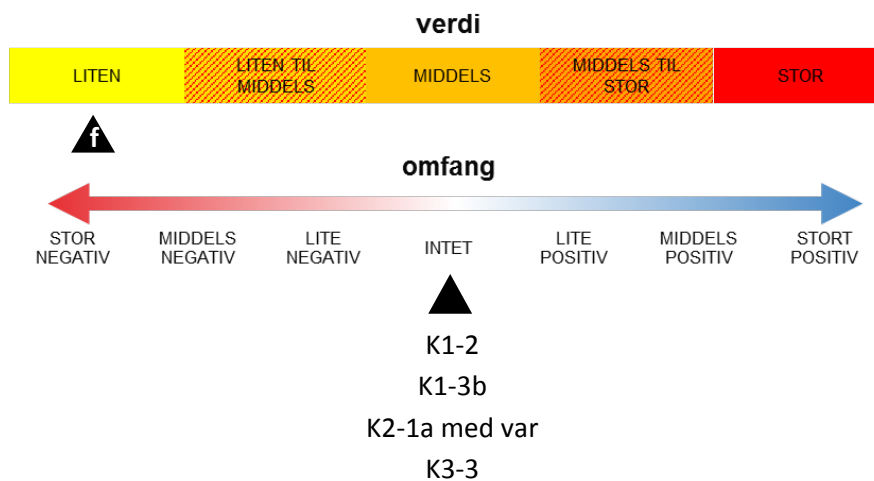 verdi
LITEN
LITEN TIL
MIDDELS
MIDDELS
MIDDELS TIL
STOR
STOR
f
omfang
STOR
NEGATIV
MIDDELS
NEGATIV
LITE
NEGATIV
INTET
LITE
POSITIV
MIDDELS
POSITIV
STORT
POSITIV
K1-2
K1-3b
K2-1a med var
K3-3